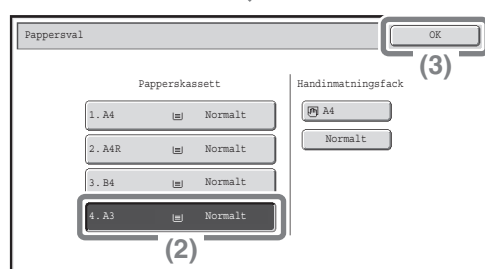 Pappersval
OK
(3)
Papperskassett
Handinmatningsfack
1. A4 Normalt
A4
2. A4R Normalt
Normalt
3. B4 Normalt
4. A3 Normalt
(2)